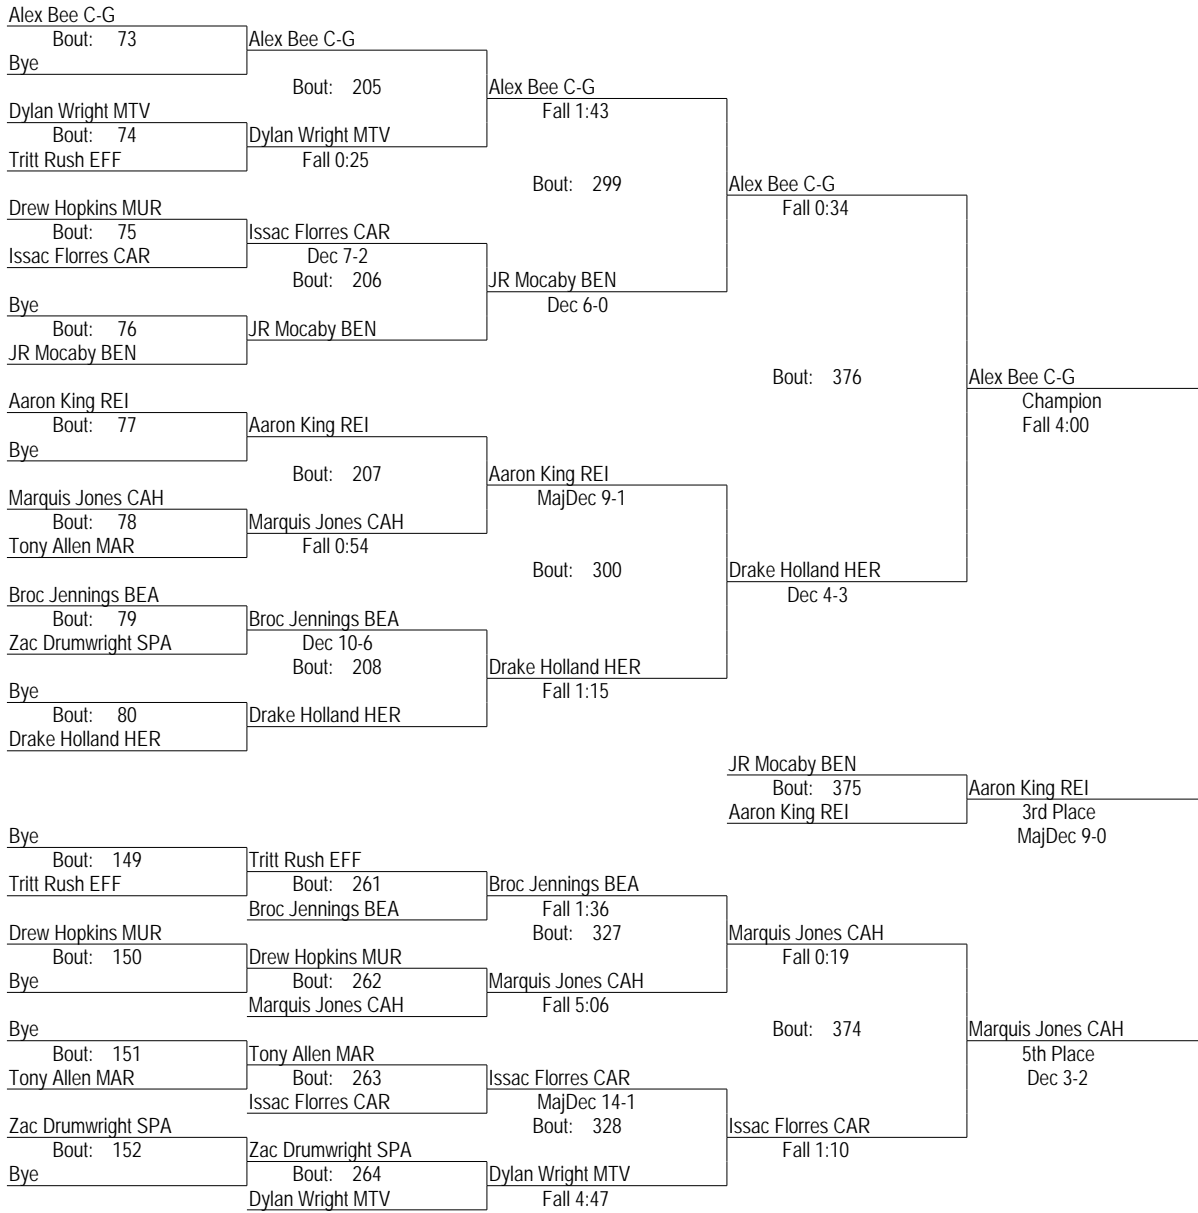 Alex Bee C-G
Bout: 73
Bye
Alex Bee C-G
Bout: 205
Dylan Wright MTV
Bout: 74
Tritt Rush EFF
Dylan Wright MTV
Fall 0:25
Alex Bee C-G
Fall 1:43
Bout: 299
Drew Hopkins MUR
Bout: 75
Issac Florres CAR
Issac Florres CAR
Dec 7-2
Bout: 206
Bye
Bout: 76
JR Mocaby BEN
JR Mocaby BEN
JR Mocaby BEN
Dec 6-0
Alex Bee C-G
Fall 0:34
Bout: 376
Aaron King REI
Bout: 77
Bye
Aaron King REI
Bout: 207
Marquis Jones CAH
Bout: 78
Tony Allen MAR
Marquis Jones CAH
Fall 0:54
Aaron King REI
MajDec 9-1
Bout: 300
Broc Jennings BEA
Bout: 79
Zac Drumwright SPA
Broc Jennings BEA
Dec 10-6
Bout: 208
Bye
Bout: 80
Drake Holland HER
Drake Holland HER
Drake Holland HER
Fall 1:15
Drake Holland HER
Dec 4-3
Alex Bee C-G
Champion
Fall 4:00
JR Mocaby BEN
Bout: 375
Aaron King REI
Aaron King REI
3rd Place
MajDec 9-0
Bye
Bout: 149
Tritt Rush EFF
Tritt Rush EFF
Bout: 261
Broc Jennings BEA
Broc Jennings BEA
Fall 1:36
Bout: 327
Drew Hopkins MUR
Bout: 150
Bye
Drew Hopkins MUR
Bout: 262
Marquis Jones CAH
Marquis Jones CAH
Fall 5:06
Marquis Jones CAH
Fall 0:19
Bout: 374
Bye
Bout: 151
Tony Allen MAR
Tony Allen MAR
Bout: 263
Issac Florres CAR
Issac Florres CAR
MajDec 14-1
Bout: 328
Zac Drumwright SPA
Bout: 152
Bye
Zac Drumwright SPA
Bout: 264
Dylan Wright MTV
Dylan Wright MTV
Fall 4:47
Issac Florres CAR
Fall 1:10
Marquis Jones CAH
5th Place
Dec 3-2